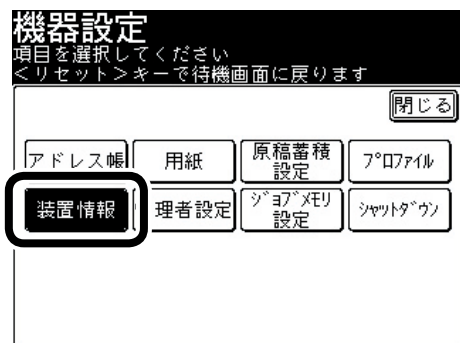 機器設定
項目を選択してください
<リセット>キーで待機画面に戻ります
閉じる
アドレス帳
用紙
原稿蓄積
設定
ﾌﾟﾛﾌｧｲﾙ
装置情報
理者設定
ｼﾞｮﾌﾞﾒﾓﾘ
設定
ｼｬｯﾄﾀﾞｳﾝ